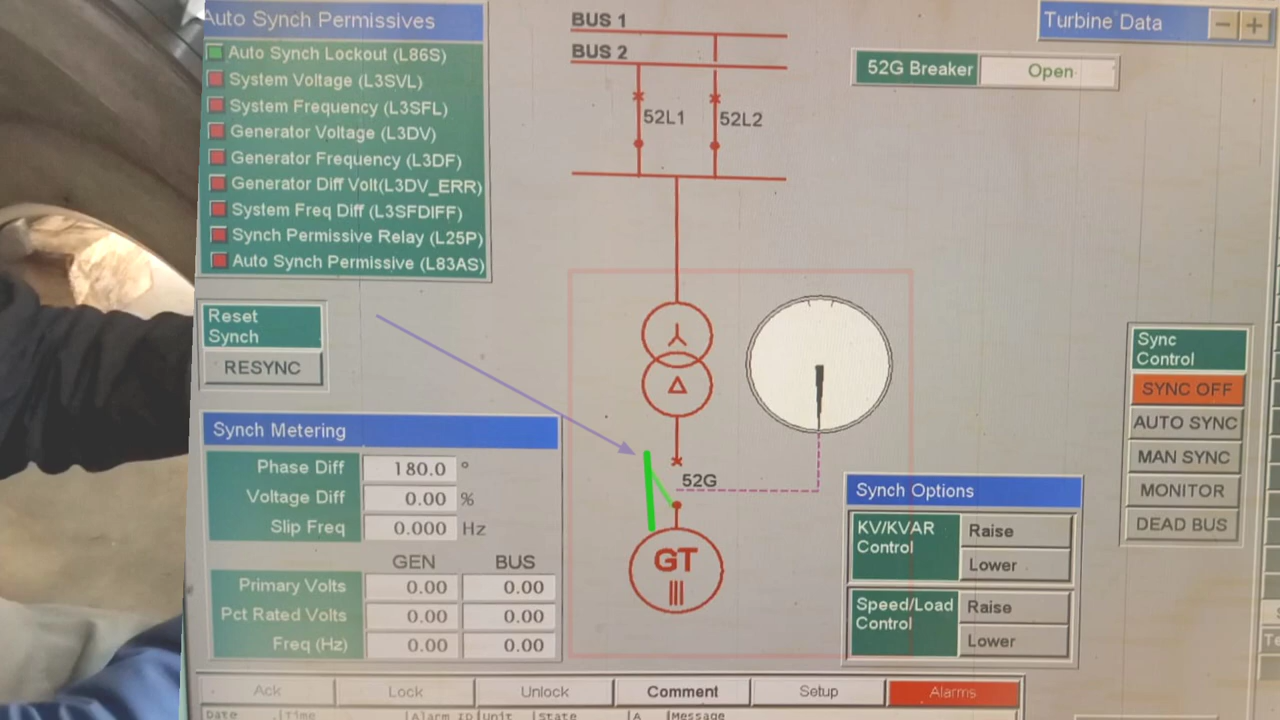 Auto Synch Permissives
Auto Synch Lockout (L86S)
System Voltage (L3SVL)
System Frequency (L3SFL)
Generator Voltage (L3DV)
Generator Frequency (L3DF)
Generator Diff Volt(L3DV_ERR)
System Freq Diff (L3SFDIFF)
Synch Permissive Relay (L25P)
Auto Synch Permissive (L83AS)
Reset
Synch
RESYNC
Synch Metering
Phase Diff 180.0 °
Voltage Diff 0.00 %
Slip Freq 0.000 Hz
GEN BUS
Primary Volts 0.00 0.00
Pct Rated Volts 0.00 0.00
Freq (Hz) 0.00 0.00
BUS 1
BUS 2
52L1 52L2
52G
GT
Turbine Data - +
52G Breaker Open
Sync
Control
SYNC OFF
AUTO SYNC
MAN SYNC
MONITOR
DEAD BUS
Synch Options
KV/KVAR
Control
Raise
Lower
Speed/Load
Control
Raise
Lower
Ack Lock Unlock Comment Setup Alarms
Date Time Alarm ID Unit State A Message